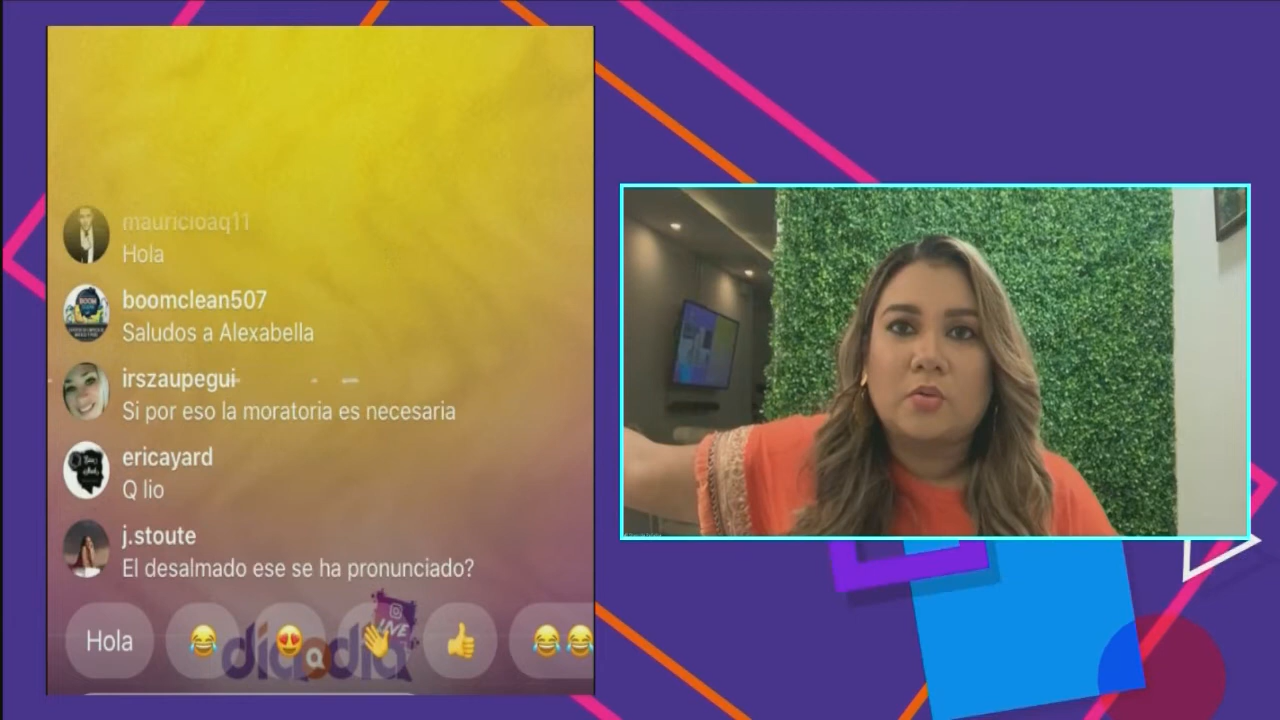 mauricioaq11
Hola
boomclean507
Saludos a Alexabella
irszaupegui
Si por eso la moratoria es necesaria
ericayard
Q lio
j.stoute
El desalmado ese se ha pronunciado?
Hola
LIVE
diaadia